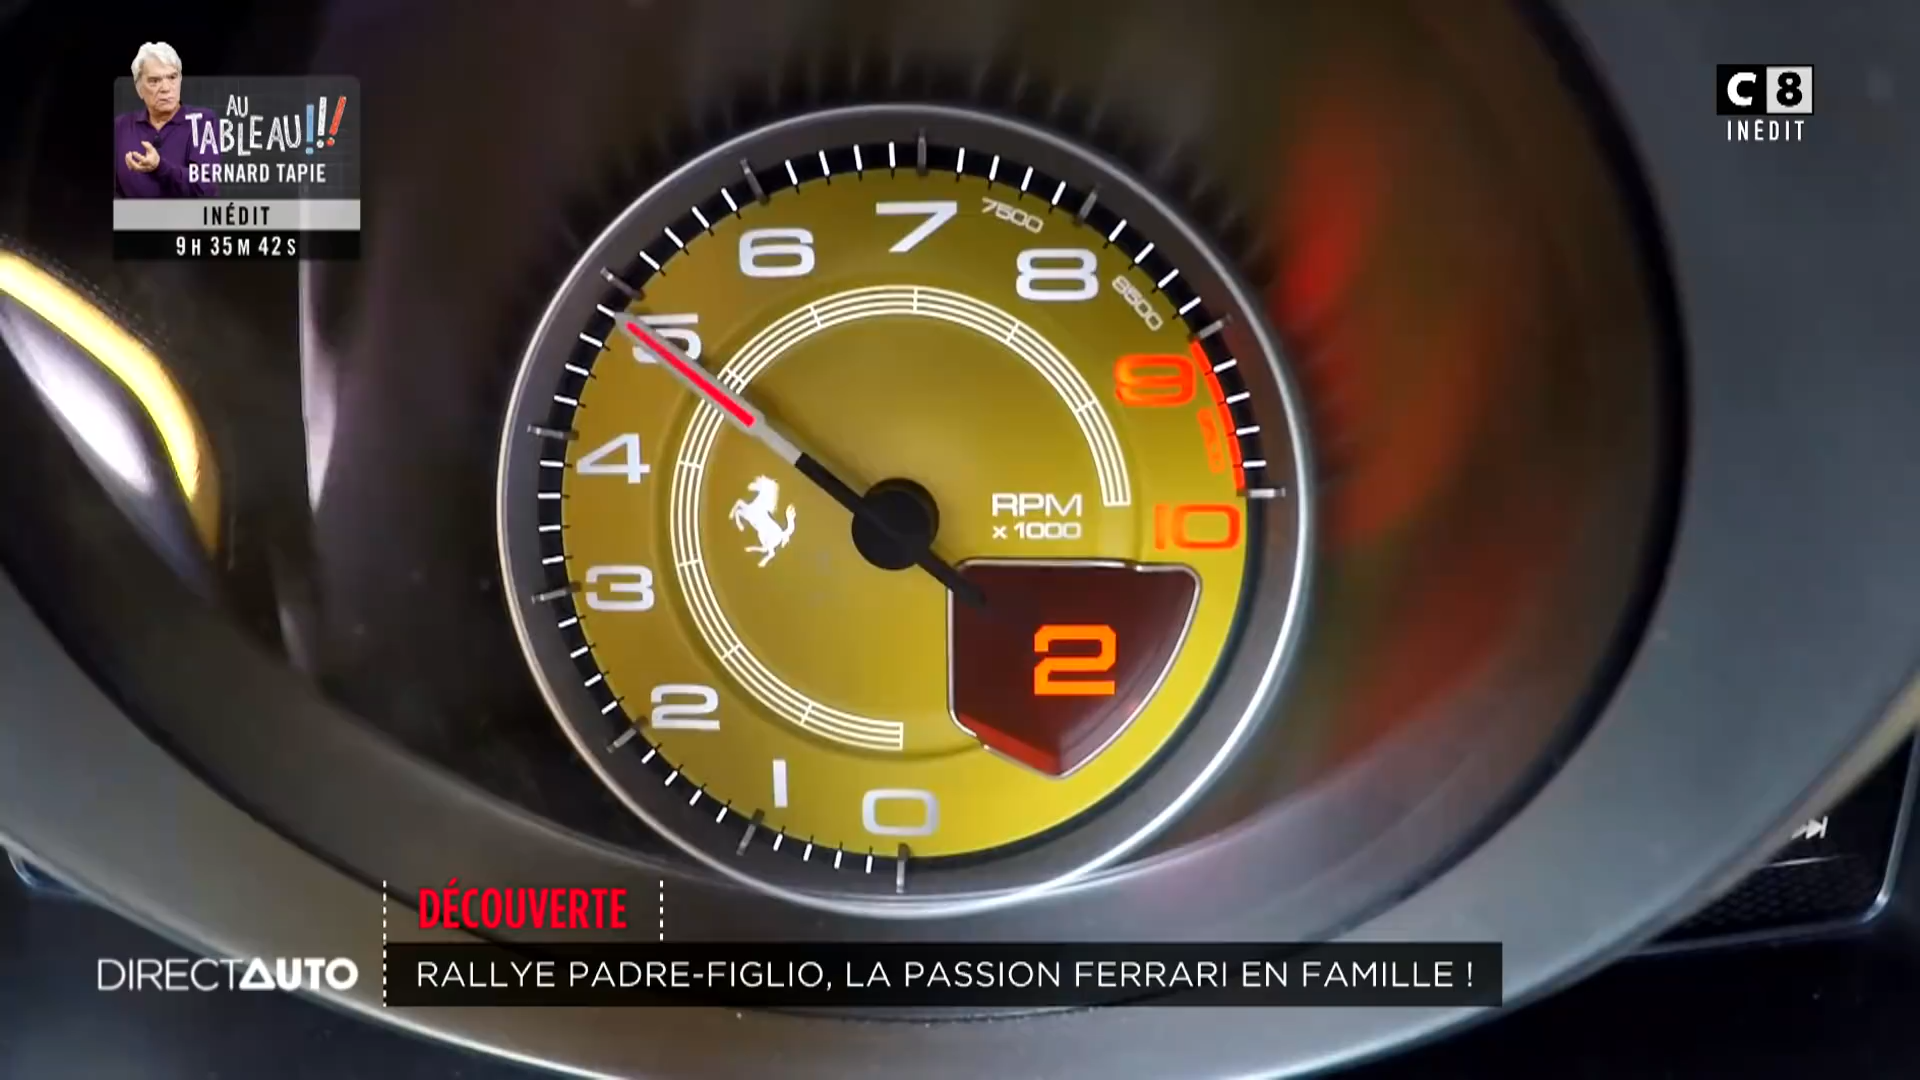 AU
TABLEAU!!!
BERNARD TAPIE
INÉDIT
9H 35M 42S
C8
INÉDIT
7
7500
6
8
8500
5
9
4
RPM
x 1000
10
3
2
2
1
0
DÉCOUVERTE
DIRECTAUTO
RALLYE PADRE-FIGLIO, LA PASSION FERRARI EN FAMILLE !